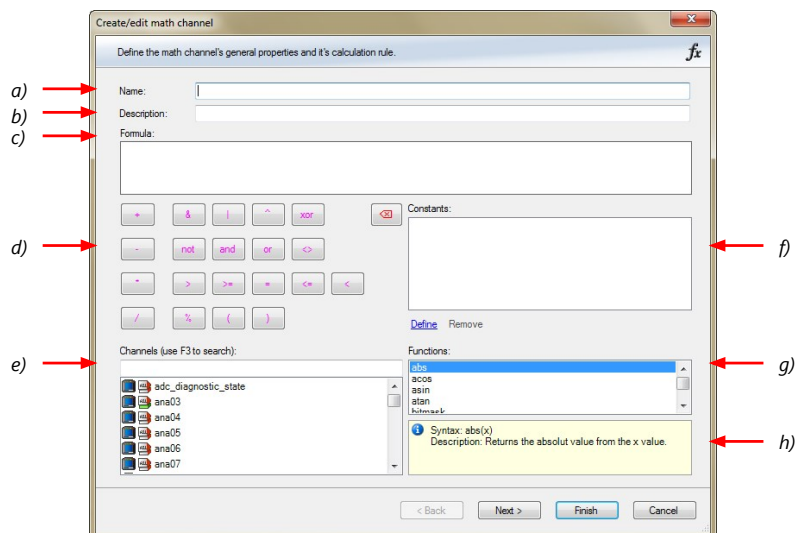 Create/edit math channel
Define the math channel's general properties and it's calculation rule.
fx
a)
Name:
b)
Description:
c)
Formula:
+ & | ^ xor
Constants:
d)
- not and or <>
f)
* > >= = <= <
/ % ( )
Define Remove
e)
Channels (use F3 to search):
Functions:
g)
abs
acos
asin
atan
bitmask
adc_diagnostic_state
ana03
ana04
ana05
ana06
ana07
Syntax: abs(x)
Description: Returns the absolut value from the x value.
h)
< Back Next > Finish Cancel